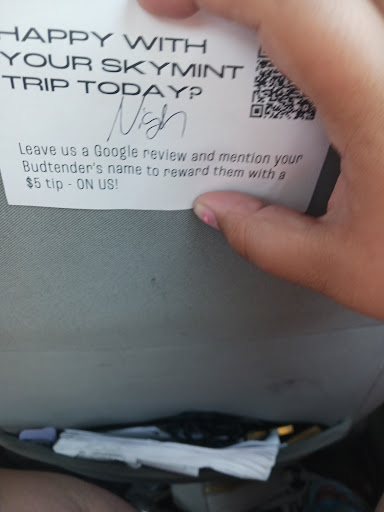 HAPPY WITH
YOUR SKYMINT
TRIP TODAY?
Leave us a Google review and mention your
Budtender's name to reward them with a
$5 tip - ON US!